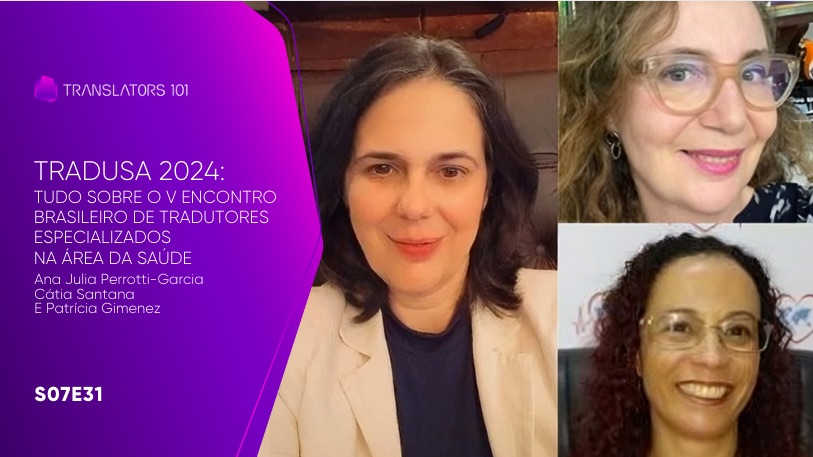 TRANSLATORS 101
TRADUSA 2024:
TUDO SOBRE O V ENCONTRO
BRASILEIRO DE TRADUTORES
ESPECIALIZADOS
NA ÁREA DA SAÚDE
Ana Julia Perrotti-Garcia
Cátia Santana
E Patrícia Gimenez
S07E31